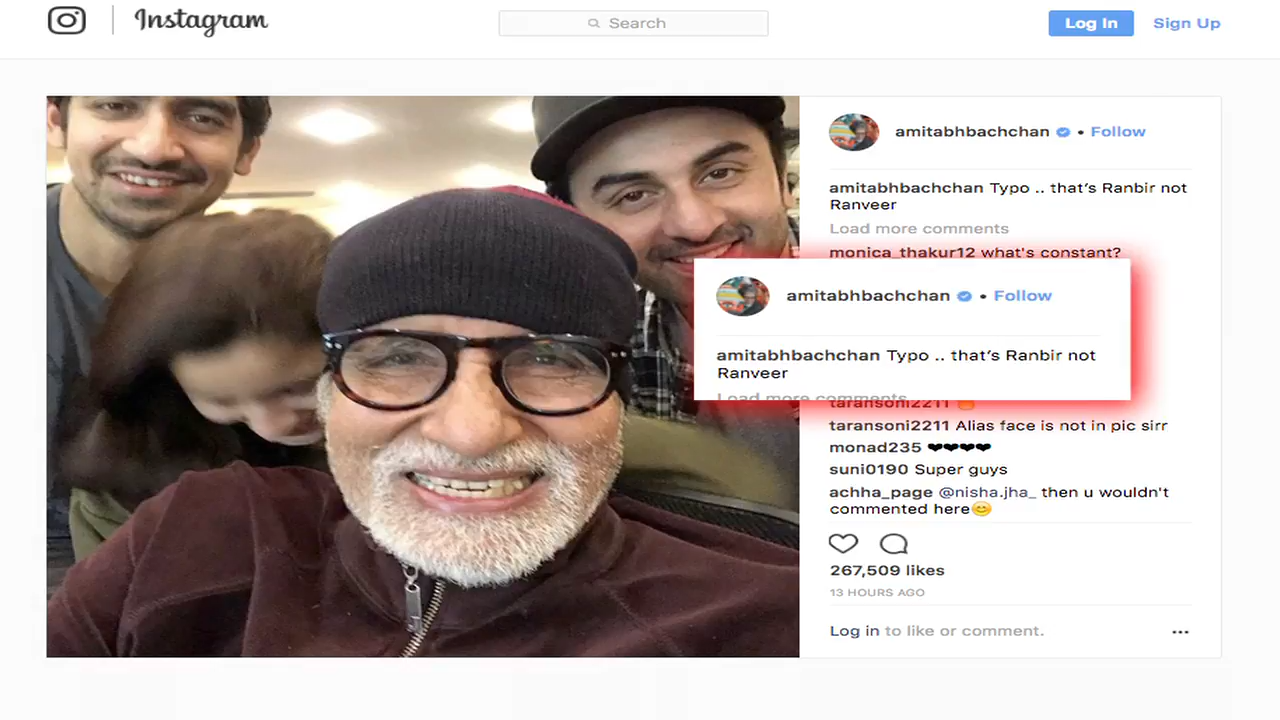 Instagram
Search
Log In
Sign Up
amitabhbachchan • Follow
amitabhbachchan Typo .. that's Ranbir not
Ranveer
Load more comments
monica_thakur12 what's constant?
amitabhbachchan • Follow
amitabhbachchan Typo .. that's Ranbir not
Ranveer
Load more comments
taransoni2211
taransoni2211 Alias face is not in pic sirr
monad235 ❤❤❤❤
suni0190 Super guys
achha_page @nisha.jha_ then u wouldn't
commented here😊
267,509 likes
13 HOURS AGO
Log in to like or comment.